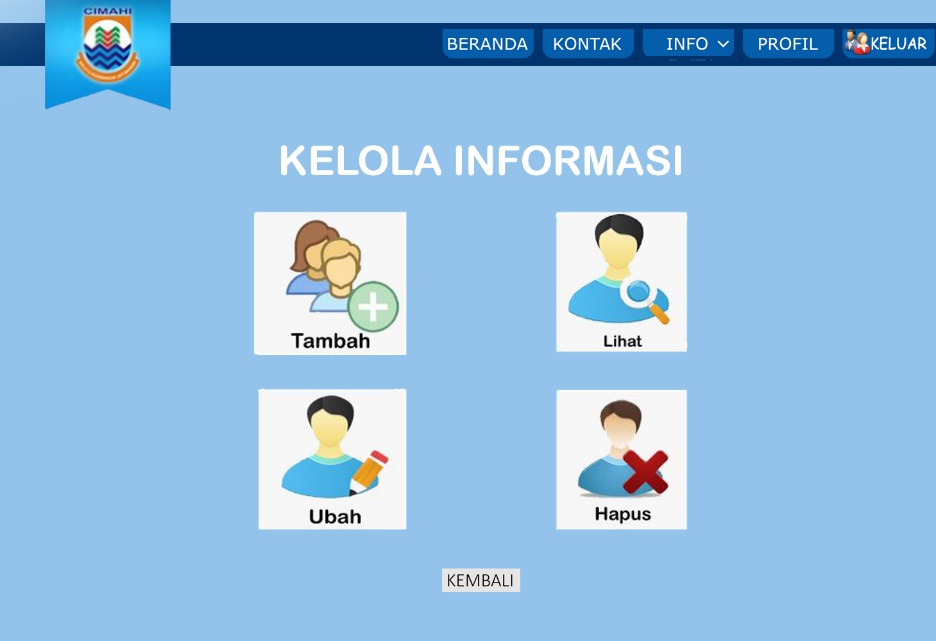 CIMAHI
BERANDA
KONTAK
INFO
PROFIL
KELUAR
KELOLA INFORMASI
Tambah
Lihat
Ubah
Hapus
KEMBALI